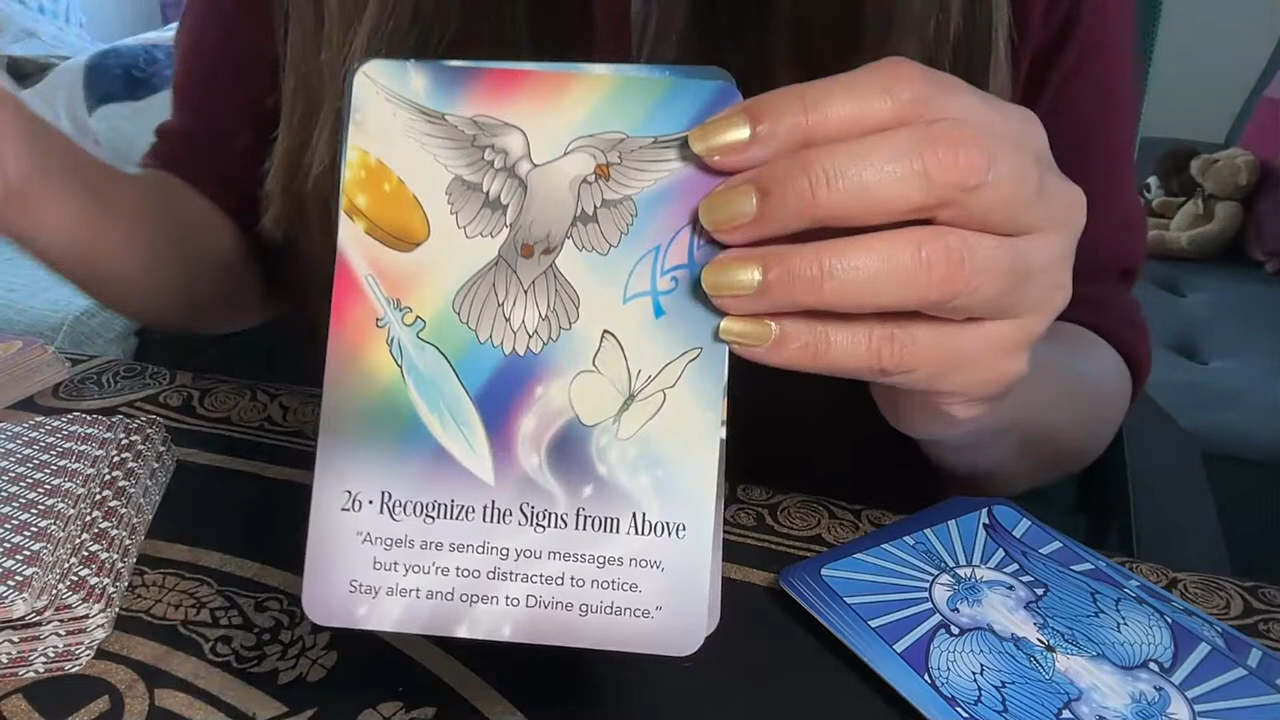 44
26 • Recognize the Signs from Above
"Angels are sending you messages now,
but you're too distracted to notice.
Stay alert and open to Divine guidance."